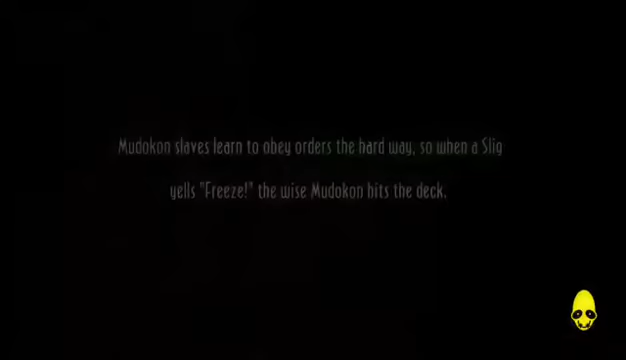 Mudokon slaves learn to obey orders the hard way, so when a Slig
yells "Freeze!" the wise Mudokon hits the deck.